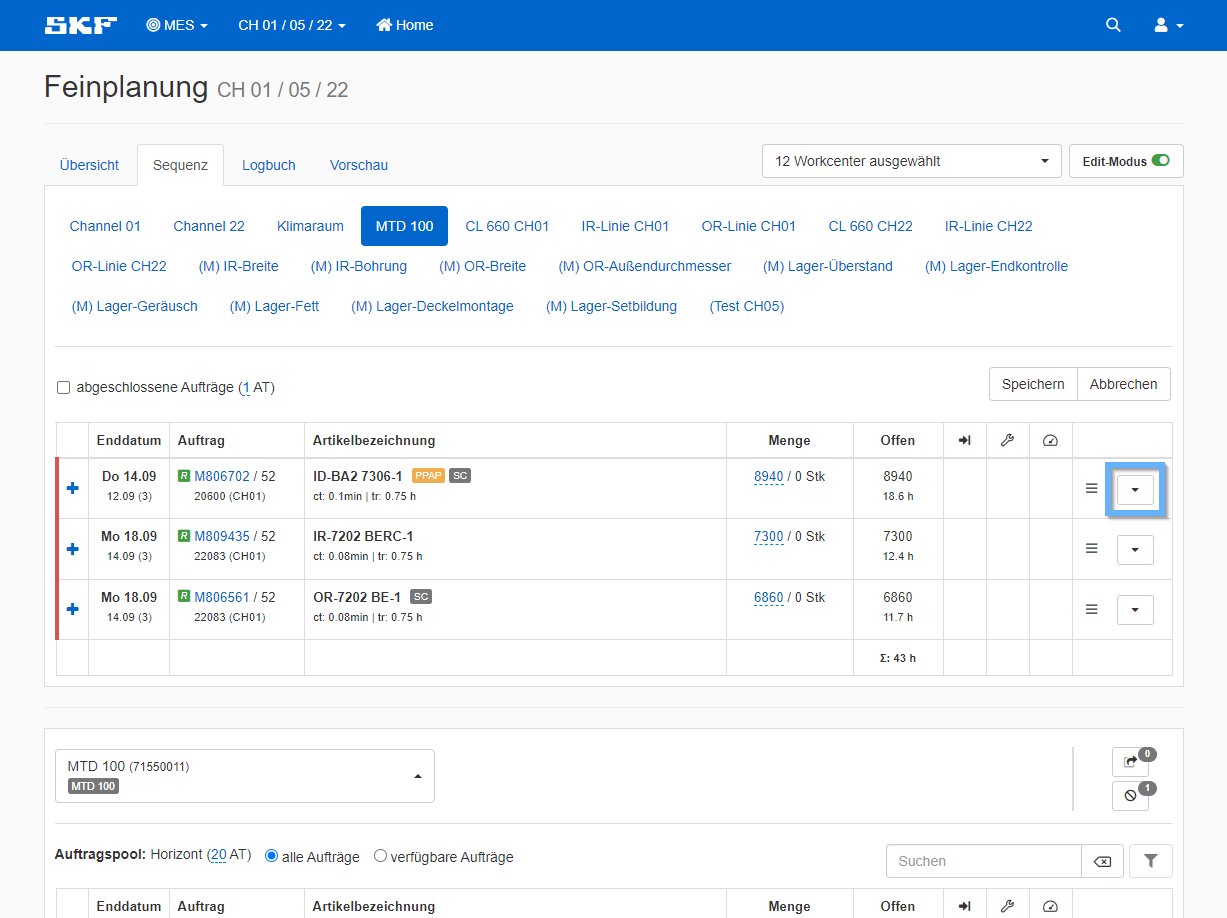 SKF MES CH 01 / 05 / 22 Home
Feinplanung CH 01 / 05 / 22
Übersicht Sequenz Logbuch Vorschau 12 Workcenter ausgewählt Edit-Modus
Channel 01 Channel 22 Klimaraum MTD 100 CL 660 CH01 IR-Linie CH01 OR-Linie CH01 CL 660 CH22 IR-Linie CH22
OR-Linie CH22 (M) IR-Breite (M) IR-Bohrung (M) OR-Breite (M) OR-Außendurchmesser (M) Lager-Überstand (M) Lager-Endkontrolle
(M) Lager-Geräusch (M) Lager-Fett (M) Lager-Deckelmontage (M) Lager-Setbildung (Test CH05)
abgeschlossene Aufträge (1 AT) Speichern Abbrechen
Enddatum Auftrag Artikelbezeichnung Menge Offen
Do 14.09 R M806702 / 52 ID-BA2 7306-1 PPAP SC 8940 / 0 Stk 8940
12.09 (3) 20600 (CH01) ct: 0.1min | tr: 0.75 h 18.6 h
Mo 18.09 R M809435 / 52 IR-7202 BERC-1 7300 / 0 Stk 7300
14.09 (3) 22083 (CH01) ct: 0.08min | tr: 0.75 h 12.4 h
Mo 18.09 R M806561 / 52 OR-7202 BE-1 SC 6860 / 0 Stk 6860
14.09 (3) 22083 (CH01) ct: 0.08min | tr: 0.75 h 11.7 h
Σ: 43 h
MTD 100 (71550011) 0
MTD 100 1
Auftragspool: Horizont (20 AT) alle Aufträge verfügbare Aufträge Suchen
Enddatum Auftrag Artikelbezeichnung Menge Offen